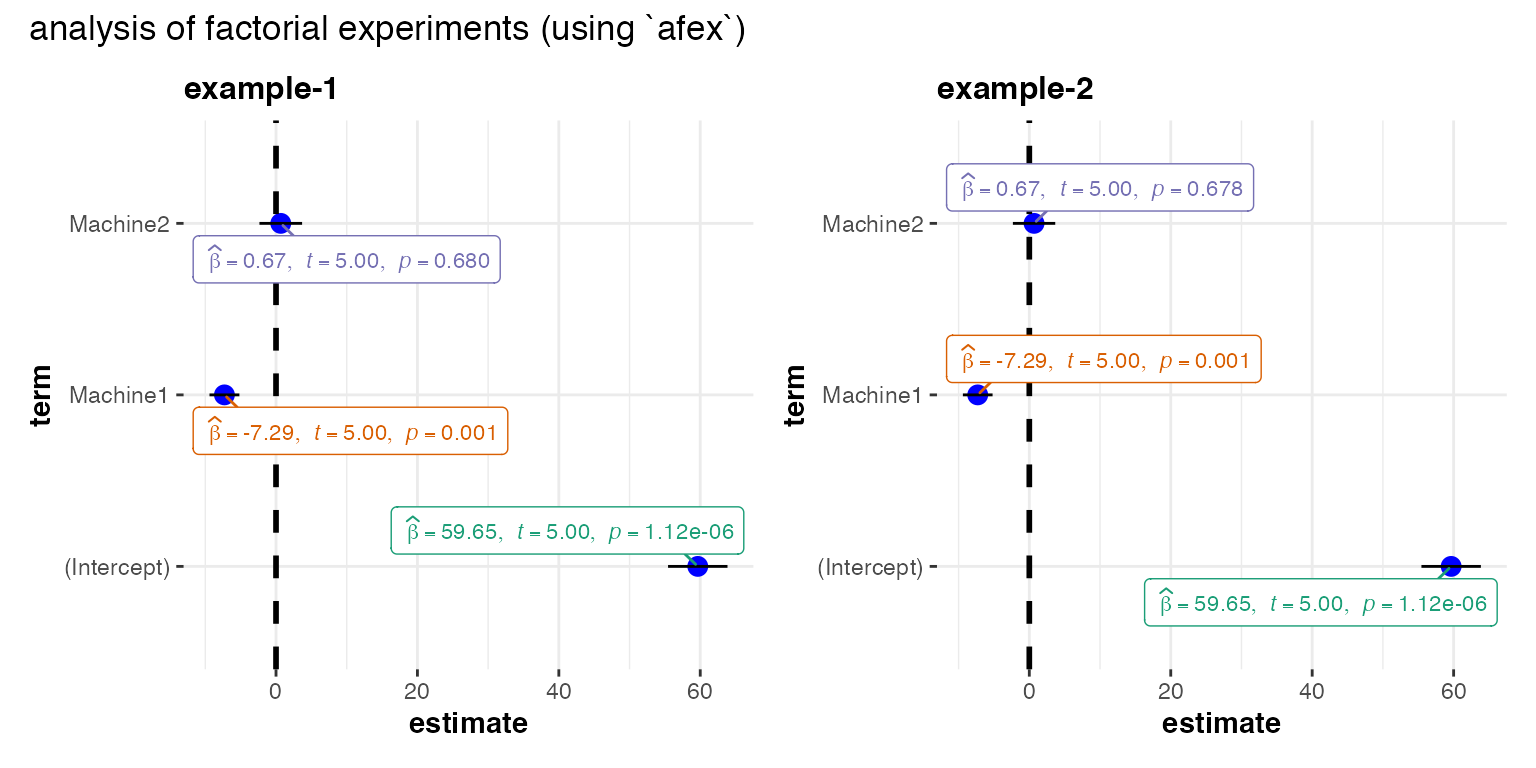 analysis of factorial experiments (using `afex`)
example-1
Machine2
β̂ = 0.67, t = 5.00, p = 0.680
Machine1
β̂ = -7.29, t = 5.00, p = 0.001
β̂ = 59.65, t = 5.00, p = 1.12e-06
(Intercept)
term
0 20 40 60
estimate
example-2
β̂ = 0.67, t = 5.00, p = 0.678
Machine2
β̂ = -7.29, t = 5.00, p = 0.001
Machine1
(Intercept)
β̂ = 59.65, t = 5.00, p = 1.12e-06
term
0 20 40 60
estimate